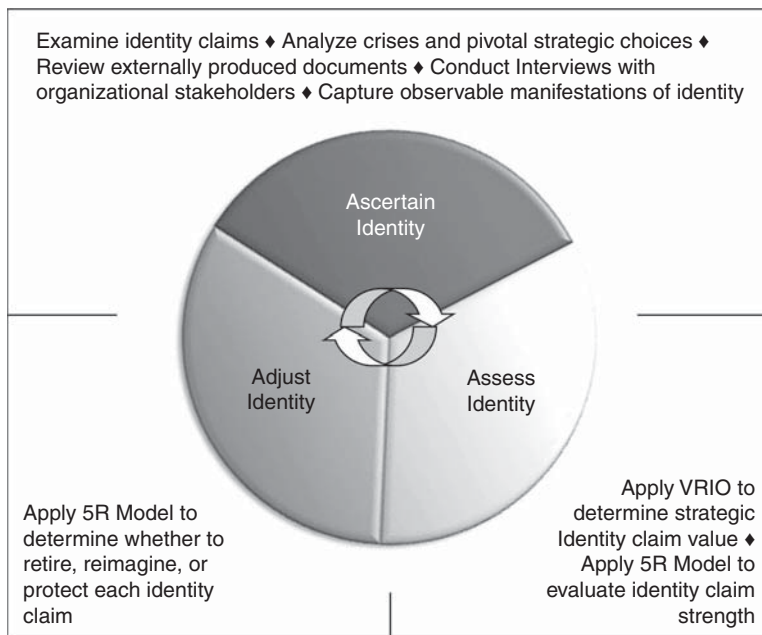 Examine identity claims ♦ Analyze crises and pivotal strategic choices ♦
Review externally produced documents ♦ Conduct Interviews with
organizational stakeholders ♦ Capture observable manifestations of identity
Ascertain
Identity
Adjust
Identity
Assess
Identity
Apply 5R Model to
determine whether to
retire, reimagine, or
protect each identity
claim
Apply VRIO to
determine strategic
Identity claim value ♦
Apply 5R Model to
evaluate identity claim
strength